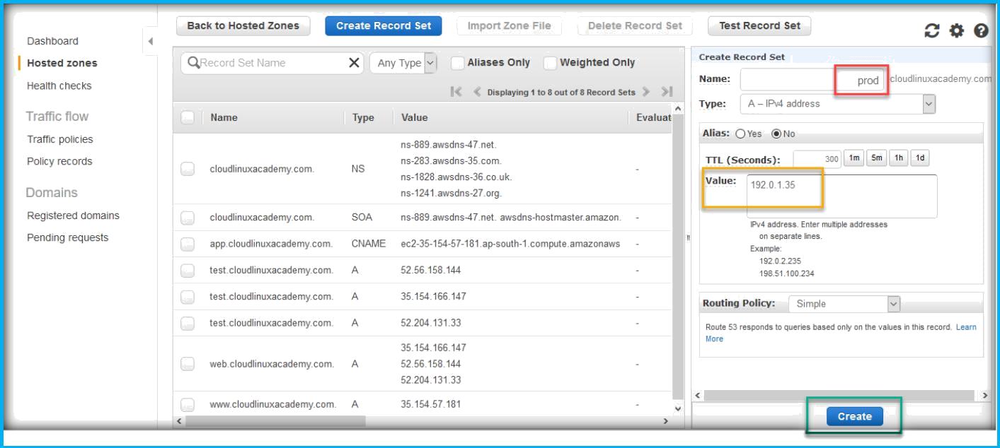 Back to Hosted Zones Create Record Set Import Zone File Delete Record Set Test Record Set
Dashboard
Hosted zones
Health checks
Traffic flow
Traffic policies
Policy records
Domains
Registered domains
Pending requests
Record Set Name Any Type Aliases Only Weighted Only
Displaying 1 to 8 out of 8 Record Sets
Name Type Value Evaluat
cloudlinuxacademy.com. NS ns-889.awsdns-47.net. -
ns-283.awsdns-35.com.
ns-1828.awsdns-36.co.uk.
ns-1241.awsdns-27.org.
cloudlinuxacademy.com. SOA ns-889.awsdns-47.net. awsdns-hostmaster.amazon. -
app.cloudlinuxacademy.com. CNAME ec2-35-154-57-181.ap-south-1.compute.amazonaws -
test.cloudlinuxacademy.com. A 52.56.158.144 -
test.cloudlinuxacademy.com. A 35.154.166.147 -
test.cloudlinuxacademy.com. A 52.204.131.33 -
web.cloudlinuxacademy.com. A 35.154.166.147 -
52.56.158.144
52.204.131.33
www.cloudlinuxacademy.com. A 35.154.57.181 -
Create Record Set
Name: prod cloudlinuxacademy.com
Type: A – IPv4 address
Alias: Yes No
TTL (Seconds): 300 1m 5m 1h 1d
Value: 192.0.1.35
IPv4 address. Enter multiple addresses
on separate lines.
Example:
192.0.2.235
198.51.100.234
Routing Policy: Simple
Route 53 responds to queries based only on the values in this record. Learn
More
Create